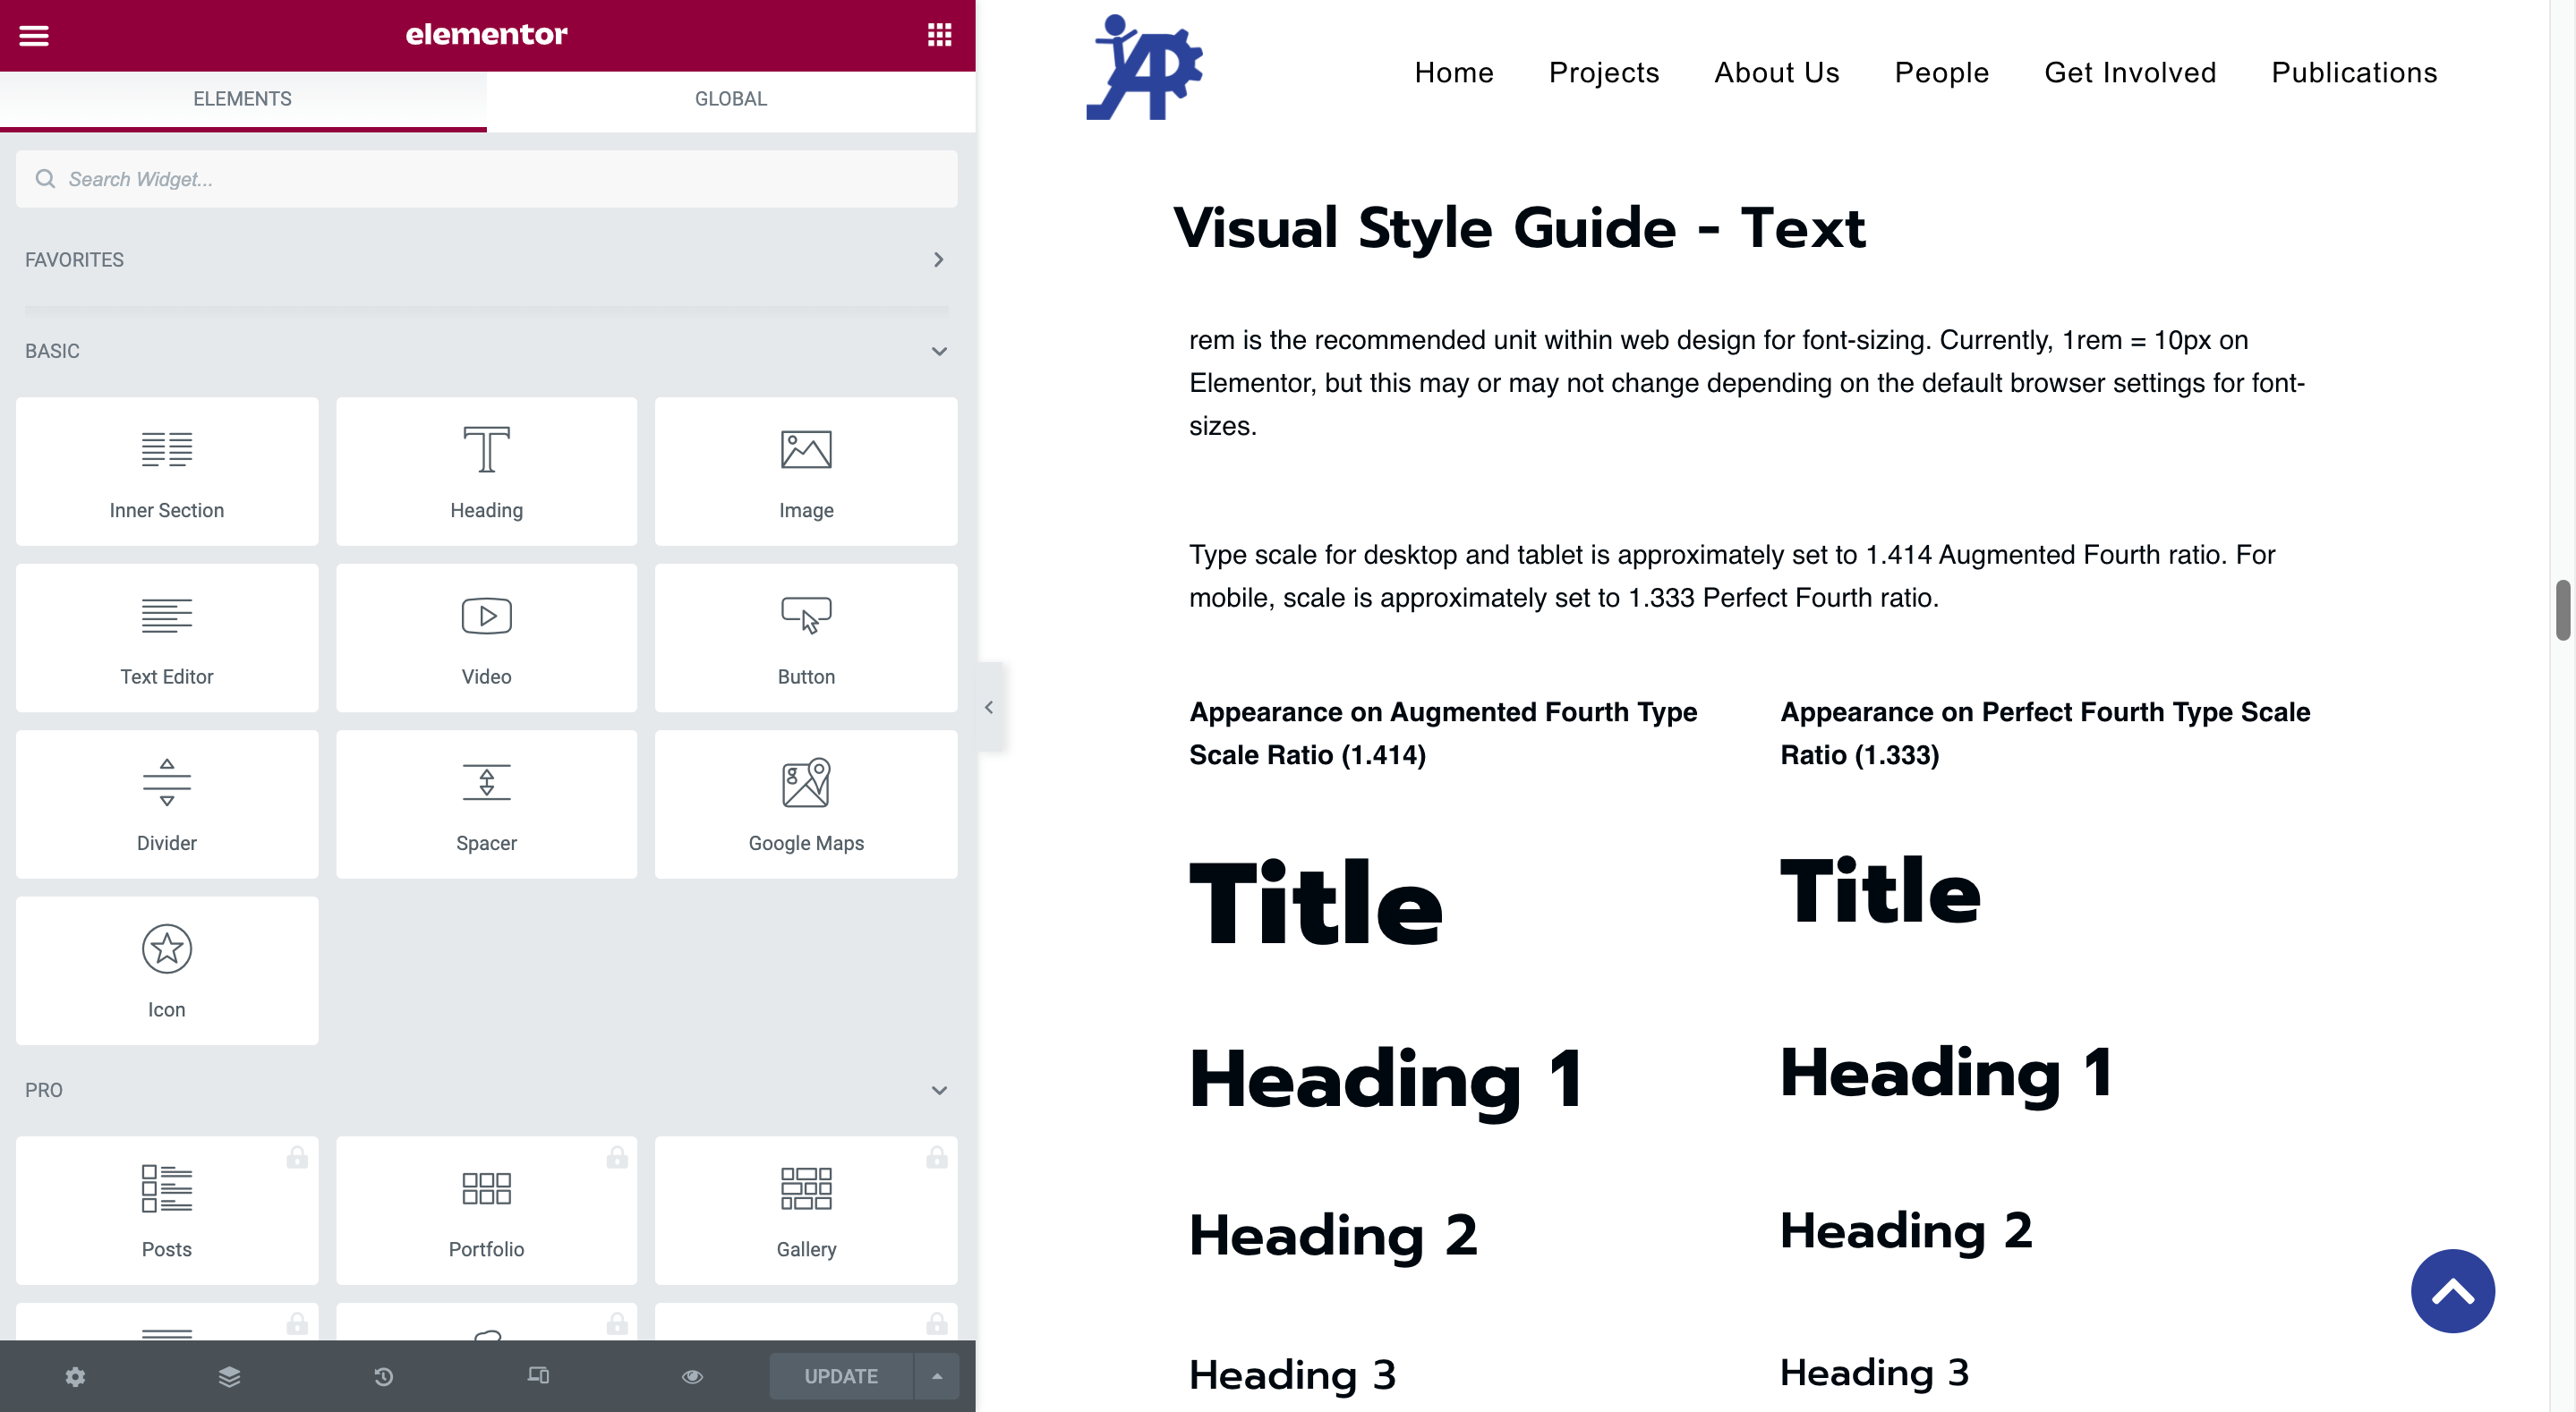 elementor
ELEMENTS
GLOBAL
Search Widget...
FAVORITES
BASIC
Inner Section
Heading
Image
Text Editor
Video
Button
Divider
Spacer
Google Maps
Icon
PRO
Posts
Portfolio
Gallery
UPDATE
AP
Home
Projects
About Us
People
Get Involved
Publications
Visual Style Guide - Text
rem is the recommended unit within web design for font-sizing. Currently, 1rem = 10px on
Elementor, but this may or may not change depending on the default browser settings for font-
sizes.
Type scale for desktop and tablet is approximately set to 1.414 Augmented Fourth ratio. For
mobile, scale is approximately set to 1.333 Perfect Fourth ratio.
Appearance on Augmented Fourth Type
Scale Ratio (1.414)
Title
Heading 1
Heading 2
Heading 3
Appearance on Perfect Fourth Type Scale
Ratio (1.333)
Title
Heading 1
Heading 2
Heading 3